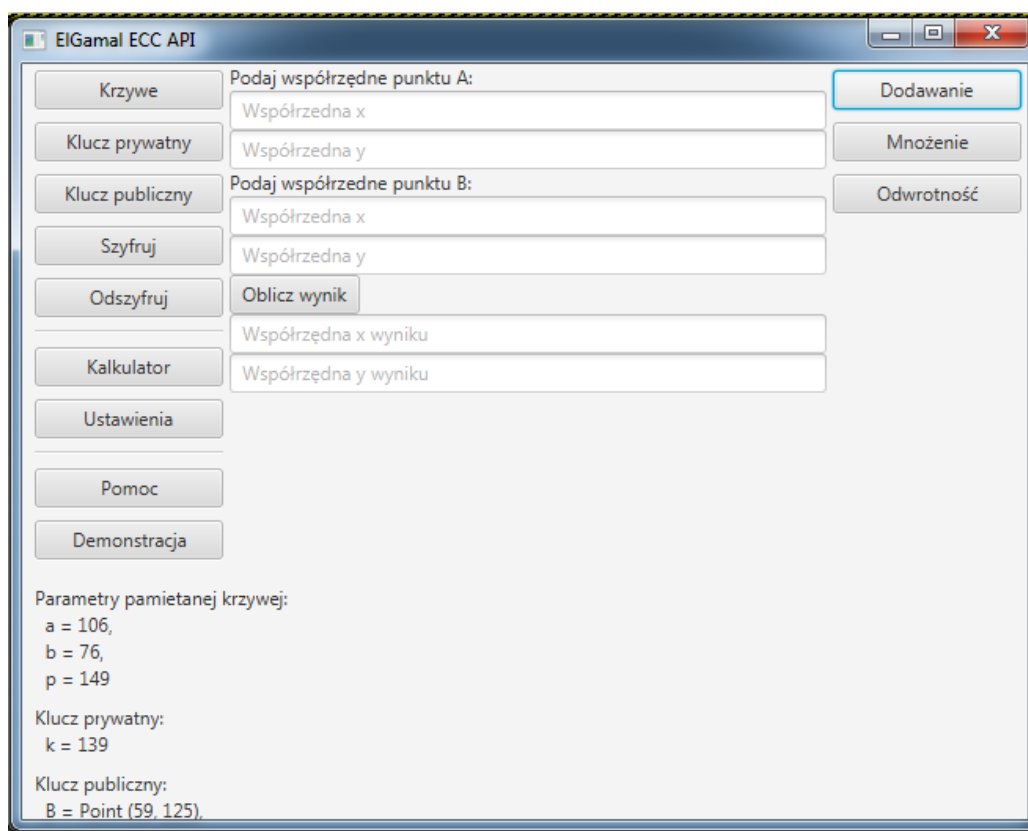 ElGamal ECC API
Krzywe
Klucz prywatny
Klucz publiczny
Szyfruj
Odszyfruj
Kalkulator
Ustawienia
Pomoc
Demonstracja
Podaj współrzędne punktu A:
Współrzedna x
Współrzedna y
Podaj współrzedne punktu B:
Współrzedna x
Współrzedna y
Oblicz wynik
Współrzędna x wyniku
Współrzędna y wyniku
Dodawanie
Mnożenie
Odwrotność
Parametry pamietanej krzywej:
a = 106,
b = 76,
p = 149
Klucz prywatny:
k = 139
Klucz publiczny:
B = Point (59, 125),